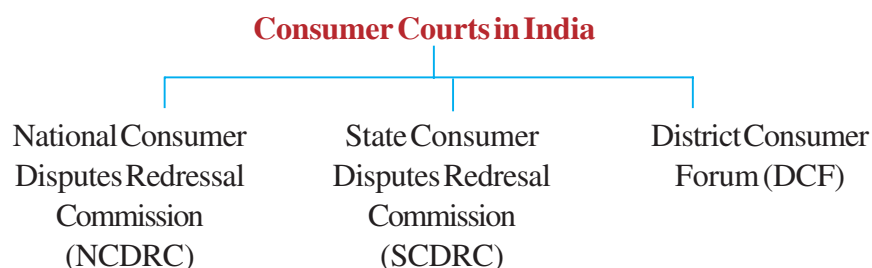 Consumer Courts in India
National Consumer
Disputes Redressal
Commission
(NCDRC)
State Consumer
Disputes Redresal
Commission
(SCDRC)
District Consumer
Forum (DCF)